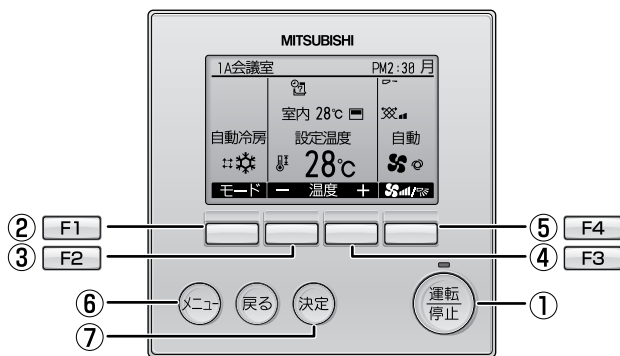 MITSUBISHI
1A会議室 PM2:30 月
室内 28℃
自動冷房 設定温度 自動
28℃
モード － 温度 ＋
② F1
③ F2
⑤ F4
④ F3
⑥ メニュー 戻る 決定 運転 ①
停止
⑦